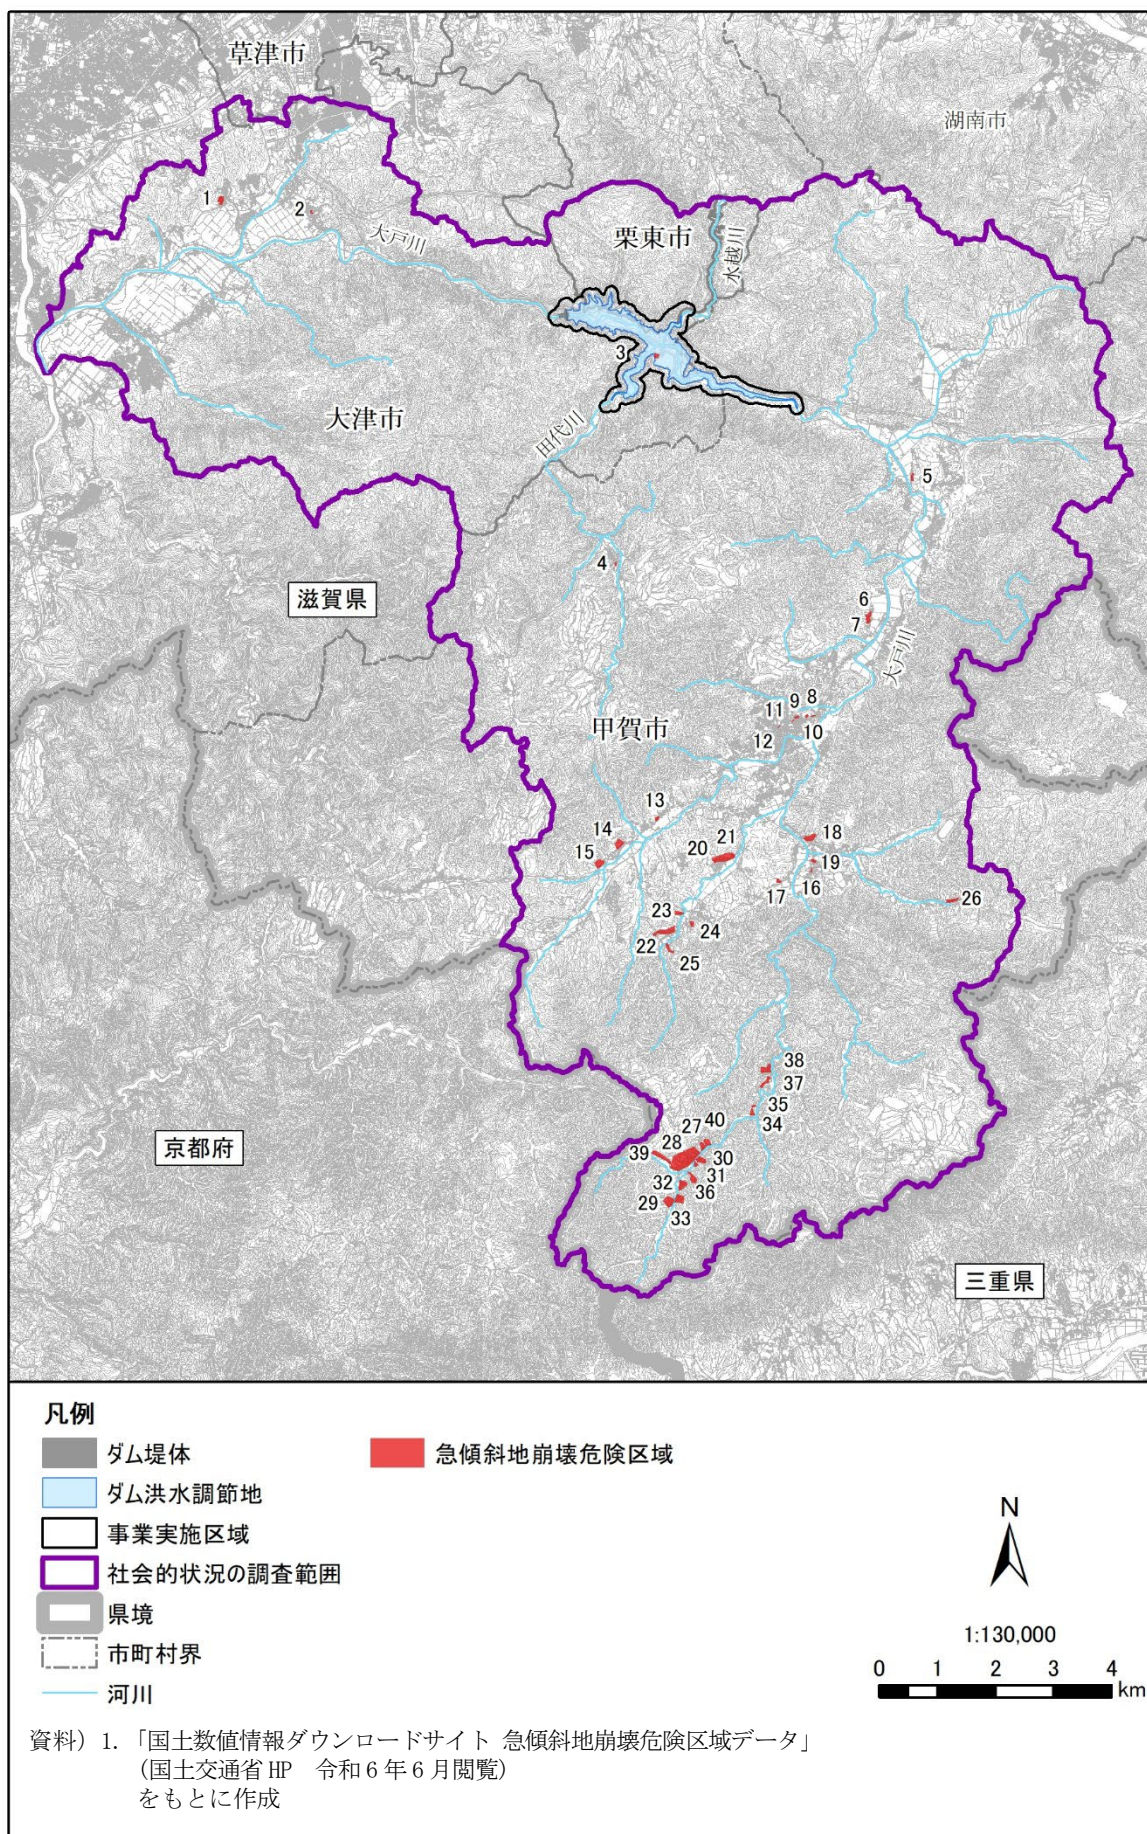 草津市
湖南市
1
2
大戸川
栗東市
水越川
3
大津市
田代川
5
4
滋賀県
6
7
大戸川
8
9
11
10
甲賀市
12
13
14
15
21
20
18
19
16
17
26
23
24
22
25
38
37
35
34
40
27
28
39
30
31
32
36
29
33
京都府
三重県
凡例
ダム堤体
急傾斜地崩壊危険区域
ダム洪水調節地
事業実施区域
社会的状況の調査範囲
県境
市町村界
河川
N
1:130,000
0 1 2 3 4
km
資料）1. 「国土数値情報ダウンロードサイト 急傾斜地崩壊危険区域データ」
(国土交通省 HP　令和 6 年 6 月閲覧)
をもとに作成